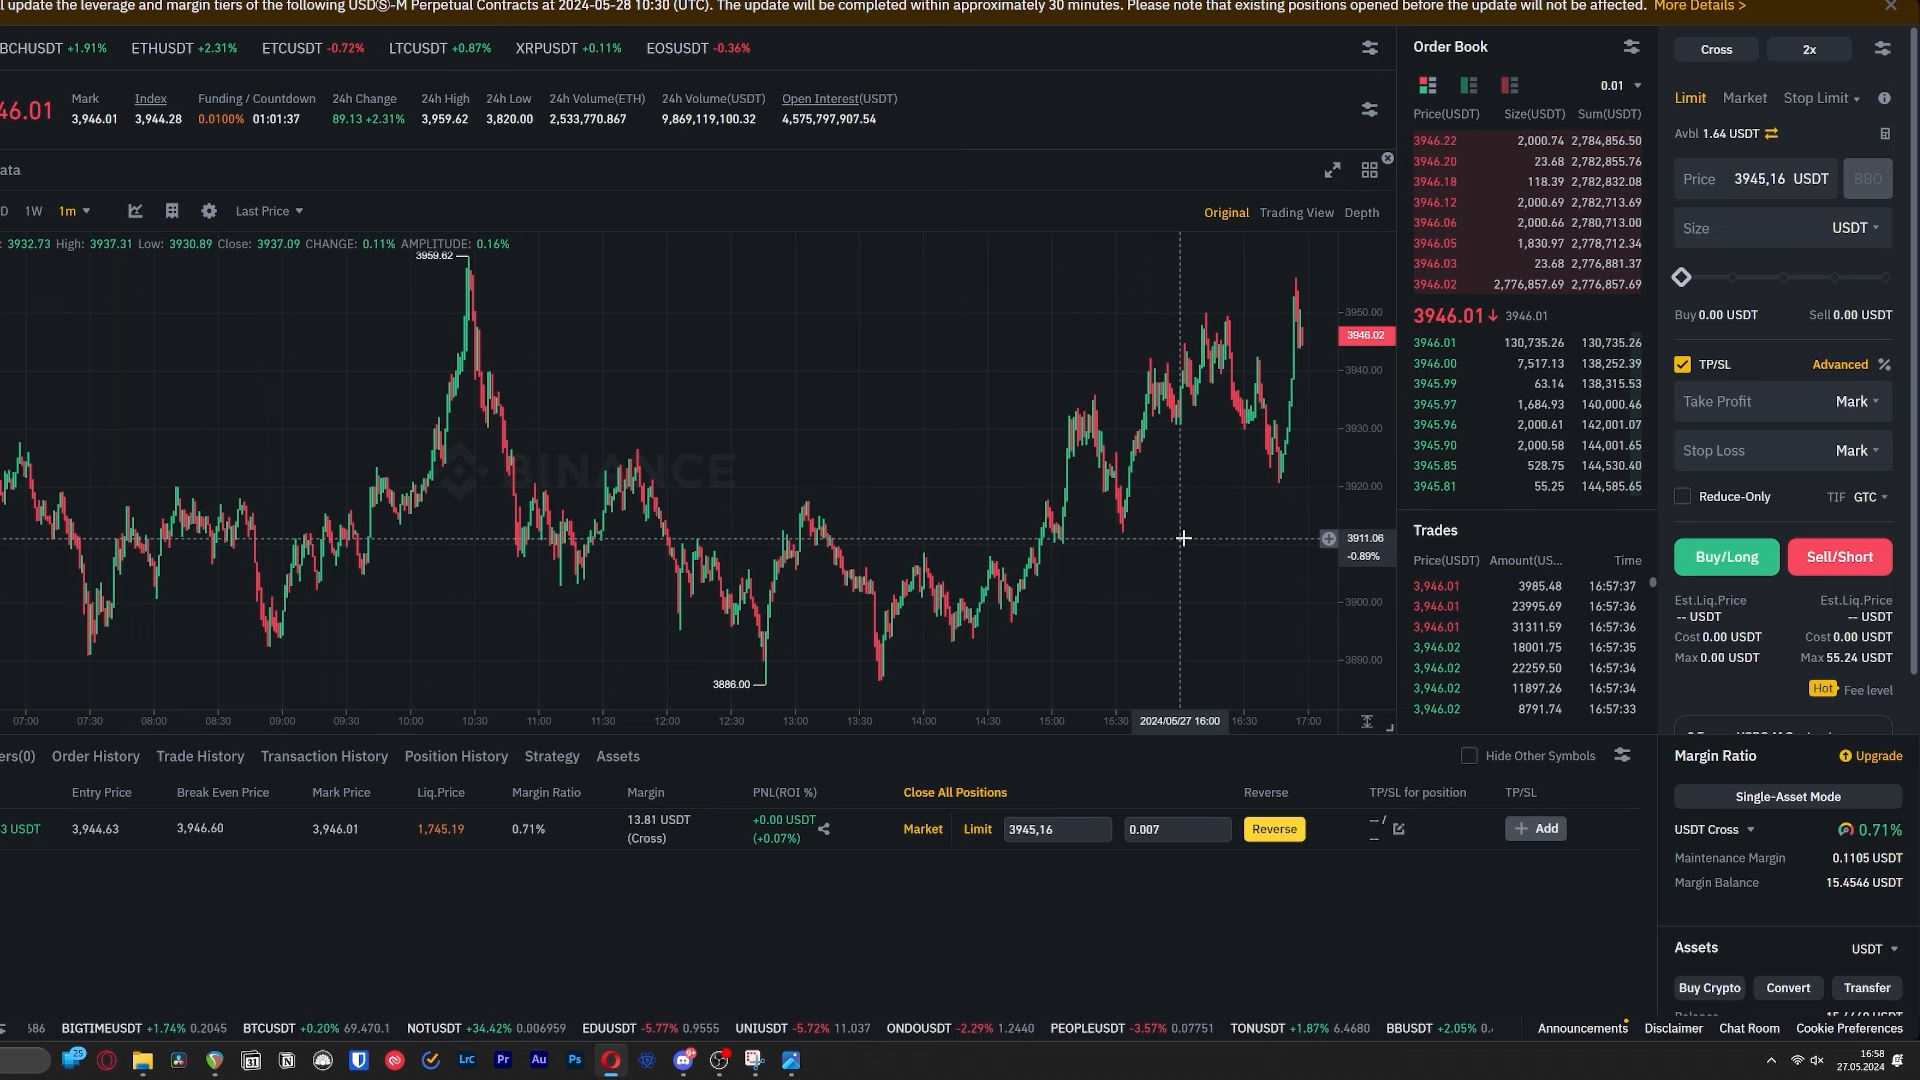 l update the leverage and margin tiers of the following USDⓈ-M Perpetual Contracts at 2024-05-28 10:30 (UTC). The update will be completed within approximately 30 minutes. Please note that existing positions opened before the update will not be affected. More Details >
BCHUSDT +1.91% ETHUSDT +2.31% ETCUSDT -0.72% LTCUSDT +0.87% XRPUSDT +0.11% EOSUSDT -0.36%
46.01
Mark Index Funding / Countdown 24h Change 24h High 24h Low 24h Volume(ETH) 24h Volume(USDT) Open Interest(USDT)
3,946.01 3,944.28 0.0100% 01:01:37 89.13 +2.31% 3,959.62 3,820.00 2,533,770.867 9,869,119,100.32 4,575,797,907.54
ata
D 1W 1m Last Price Original Trading View Depth
: 3932.73 High: 3937.31 Low: 3930.89 Close: 3937.09 CHANGE: 0.11% AMPLITUDE: 0.16%
3959.62
3950.00
3946.02
3940.00
3930.00
BINANCE
3920.00
3911.06
-0.89%
3900.00
3890.00
3886.00
07:00 07:30 08:00 08:30 09:00 09:30 10:00 10:30 11:00 11:30 12:00 12:30 13:00 13:30 14:00 14:30 15:00 15:30 2024/05/27 16:00 16:30 17:00
Order Book
0.01
Price(USDT) Size(USDT) Sum(USDT)
3946.22 2,000.74 2,784,856.50
3946.20 23.68 2,782,855.76
3946.18 118.39 2,782,832.08
3946.12 2,000.69 2,782,713.69
3946.06 2,000.66 2,780,713.00
3946.05 1,830.97 2,778,712.34
3946.03 23.68 2,776,881.37
3946.02 2,776,857.69 2,776,857.69
3946.01 3946.01
3946.01 130,735.26 130,735.26
3946.00 7,517.13 138,252.39
3945.99 63.14 138,315.53
3945.97 1,684.93 140,000.46
3945.96 2,000.61 142,001.07
3945.90 2,000.58 144,001.65
3945.85 528.75 144,530.40
3945.81 55.25 144,585.65
Trades
Price(USDT) Amount(US... Time
3,946.01 3985.48 16:57:37
3,946.01 23995.69 16:57:36
3,946.01 31311.59 16:57:36
3,946.02 18001.75 16:57:35
3,946.02 22259.50 16:57:34
3,946.02 11897.26 16:57:34
3,946.02 8791.74 16:57:33
Cross 2x
Limit Market Stop Limit
Avbl 1.64 USDT
Price 3945,16 USDT BBO
Size USDT
Buy 0.00 USDT Sell 0.00 USDT
TP/SL Advanced
Take Profit Mark
Stop Loss Mark
Reduce-Only TIF GTC
Buy/Long Sell/Short
Est.Liq.Price Est.Liq.Price
-- USDT -- USDT
Cost 0.00 USDT Cost 0.00 USDT
Max 0.00 USDT Max 55.24 USDT
Hot Fee level
ers(0) Order History Trade History Transaction History Position History Strategy Assets Hide Other Symbols
Entry Price Break Even Price Mark Price Liq.Price Margin Ratio Margin PNL(ROI %) Close All Positions Reverse TP/SL for position TP/SL
3 USDT 3,944.63 3,946.60 3,946.01 1,745.19 0.71% 13.81 USDT (Cross) +0.00 USDT (+0.07%) Market Limit 3945,16 0.007 Reverse -- / -- Add
Margin Ratio Upgrade
Single-Asset Mode
USDT Cross 0.71%
Maintenance Margin 0.1105 USDT
Margin Balance 15.4546 USDT
Assets USDT
Buy Crypto Convert Transfer
BIGTIMEUSDT +1.74% 0.2045 BTCUSDT +0.20% 69,470.1 NOTUSDT +34.42% 0.006959 EDUUSDT -5.77% 0.9555 UNIUSDT -5.72% 11.037 ONDOUSDT -2.29% 1.2440 PEOPLEUSDT -3.57% 0.07751 TONUSDT +1.87% 6.4680 BBUSDT +2.05% 0.
Announcements Disclaimer Chat Room Cookie Preferences
25 31 Lrc Pr Au Ps
16:58
27.05.2024